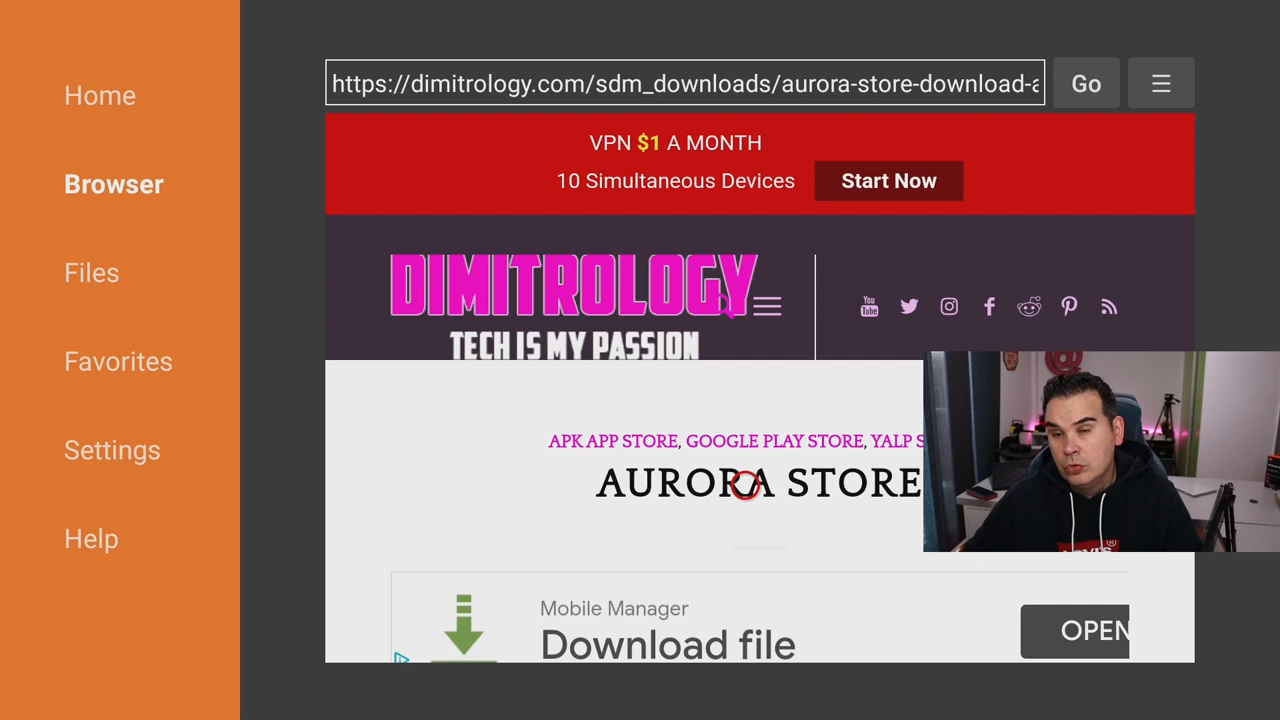 Home
Browser
Files
Favorites
Settings
Help
https://dimitrology.com/sdm_downloads/aurora-store-download-a
Go
VPN $1 A MONTH
10 Simultaneous Devices
Start Now
DIMITROLOGY
TECH IS MY PASSION
You Tube
APK APP STORE, GOOGLE PLAY STORE, YALP S
AURORA STORE
Mobile Manager
Download file
OPEN